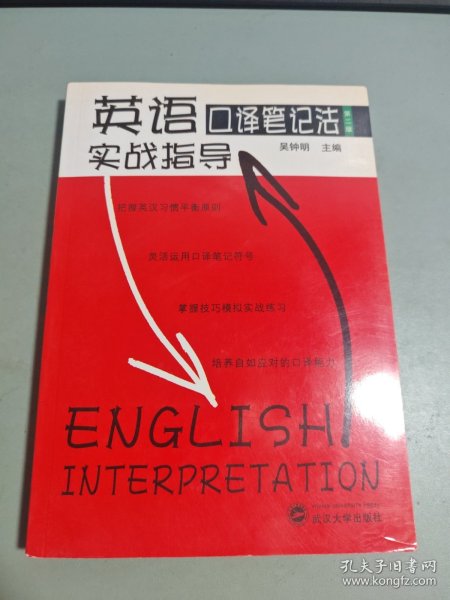 英语口译笔记法
实战指导
吴钟明 主编
把握英汉习惯平衡原则
灵活运用口译笔记符号
掌握技巧模拟实战练习
培养自如应对的口译能力
ENGLISH
INTERPRETATION
WUHAN UNIVERSITY PRESS
武汉大学出版社
孔夫子旧书网
www.kongfz.com